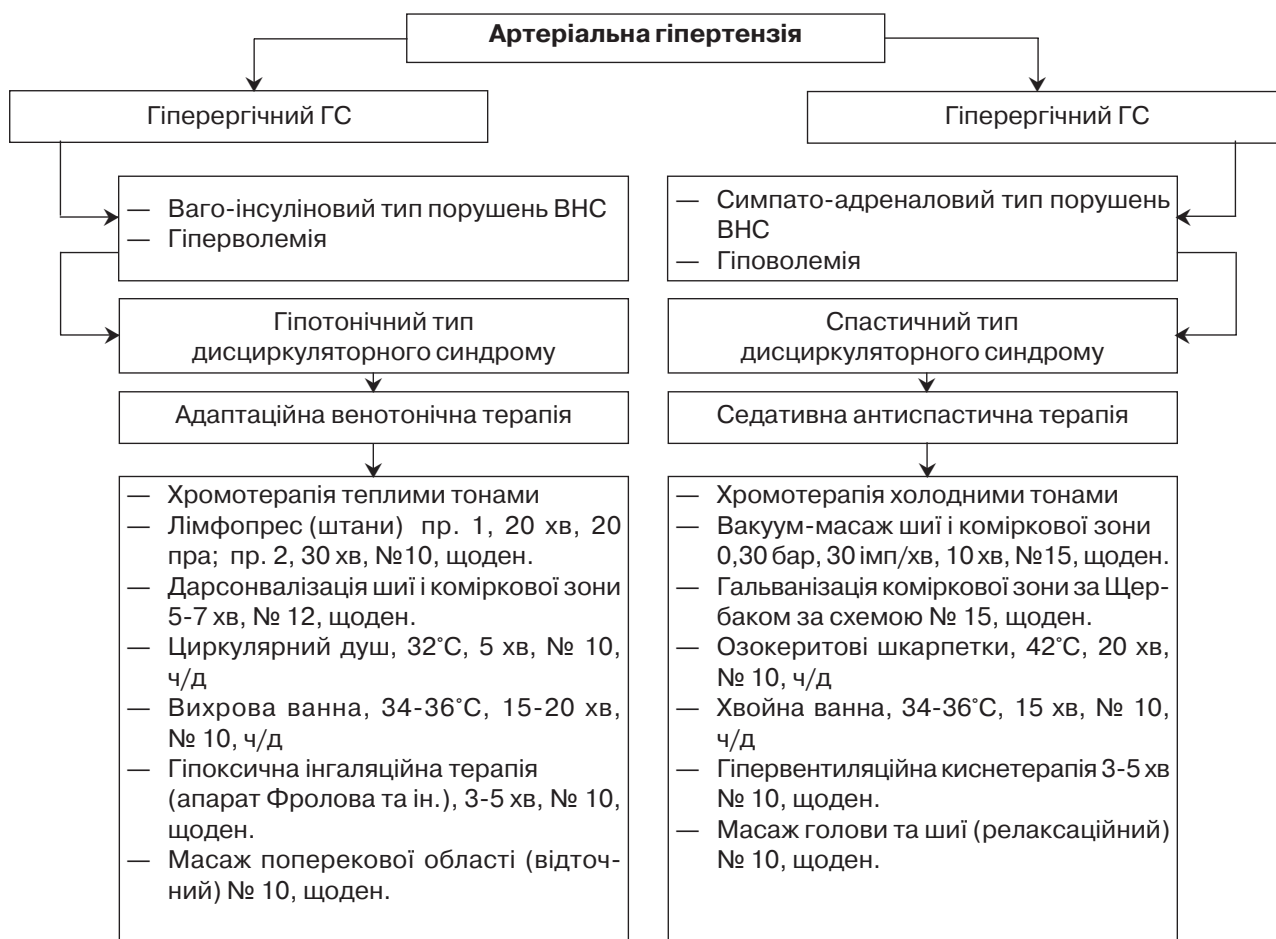 Артеріальна гіпертензія
Гіперергічний ГС
Гіперергічний ГС
— Ваго-інсуліновий тип порушень ВНС
— Гіперволемія
— Симпато-адреналовий тип порушень
ВНС
— Гіповолемія
Гіпотонічний тип
дисциркуляторного синдрому
Спастичний тип
дисциркуляторного синдрому
Адаптаційна венотонічна терапія
Седативна антиспастична терапія
— Хромотерапія теплими тонами
— Лімфопрес (штани) пр. 1, 20 хв, 20
пра; пр. 2, 30 хв, №10, щоден.
— Дарсонвалізація шиї і коміркової зони
5-7 хв, № 12, щоден.
— Циркулярний душ, 32°С, 5 хв, № 10,
ч/д
— Вихрова ванна, 34-36°С, 15-20 хв,
№ 10, ч/д
— Гіпоксична інгаляційна терапія
(апарат Фролова та ін.), 3-5 хв, № 10,
щоден.
— Масаж поперекової області (відточ-
ний) № 10, щоден.
— Хромотерапія холодними тонами
— Вакуум-масаж шиї і коміркової зони
0,30 бар, 30 імп/хв, 10 хв, №15, щоден.
— Гальванізація коміркової зони за Щер-
баком за схемою № 15, щоден.
— Озокеритові шкарпетки, 42°С, 20 хв,
№ 10, ч/д
— Хвойна ванна, 34-36°С, 15 хв, № 10,
ч/д
— Гіпервентиляційна киснетерапія 3-5 хв
№ 10, щоден.
— Масаж голови та шиї (релаксаційний)
№ 10, щоден.